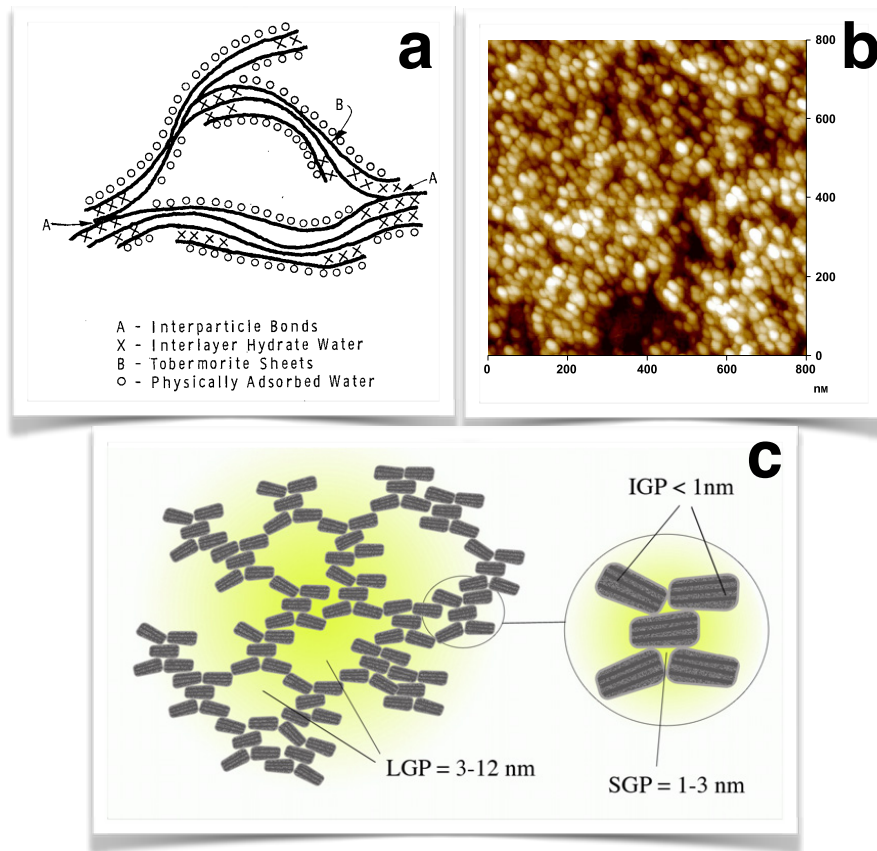 a
B
A
A
A - Interparticle Bonds
X - Interlayer Hydrate Water
B - Tobermorite Sheets
O - Physically Adsorbed Water
b
800
600
400
200
0
0 200 400 600 800
nM
c
IGP < 1nm
LGP = 3-12 nm
SGP = 1-3 nm